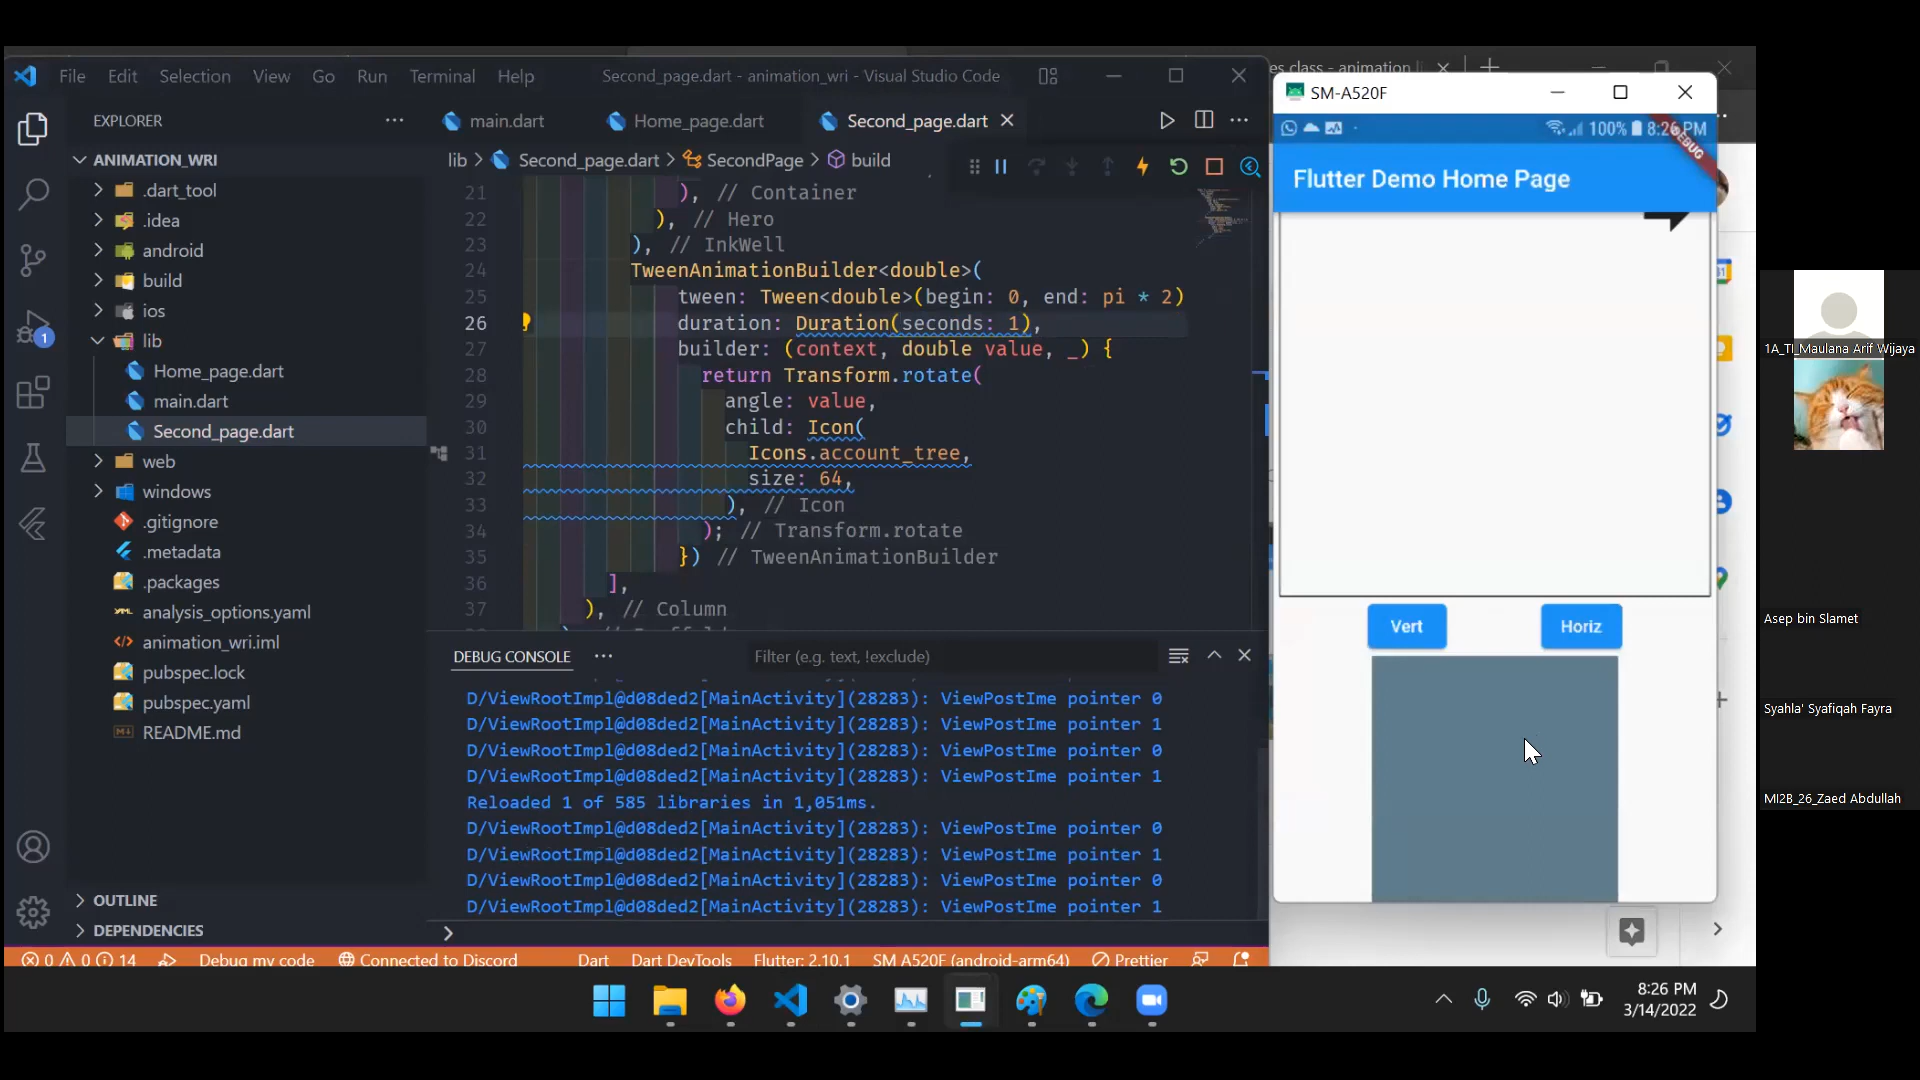 File Edit Selection View Go Run Terminal Help
Second_page.dart - animation_wri - Visual Studio Code
EXPLORER
ANIMATION_WRI
.dart_tool
.idea
android
build
ios
lib
Home_page.dart
main.dart
Second_page.dart
web
windows
.gitignore
.metadata
.packages
analysis_options.yaml
animation_wri.iml
pubspec.lock
pubspec.yaml
README.md
OUTLINE
DEPENDENCIES
1
main.dart Home_page.dart Second_page.dart
lib > Second_page.dart > SecondPage > build
21 ), // Container
22 ), // Hero
23 ), // InkWell
24 TweenAnimationBuilder<double>(
25 tween: Tween<double>(begin: 0, end: pi * 2)
26 duration: Duration(seconds: 1),
27 builder: (context, double value, _) {
28 return Transform.rotate(
29 angle: value,
30 child: Icon(
31 Icons.account_tree,
32 size: 64,
33 ), // Icon
34 ); // Transform.rotate
35 }) // TweenAnimationBuilder
36 ],
37 ), // Column
DEBUG CONSOLE
Filter (e.g. text, !exclude)
D/ViewRootImpl@d08ded2[MainActivity](28283): ViewPostIme pointer 0
D/ViewRootImpl@d08ded2[MainActivity](28283): ViewPostIme pointer 1
D/ViewRootImpl@d08ded2[MainActivity](28283): ViewPostIme pointer 0
D/ViewRootImpl@d08ded2[MainActivity](28283): ViewPostIme pointer 1
Reloaded 1 of 585 libraries in 1,051ms.
D/ViewRootImpl@d08ded2[MainActivity](28283): ViewPostIme pointer 0
D/ViewRootImpl@d08ded2[MainActivity](28283): ViewPostIme pointer 1
D/ViewRootImpl@d08ded2[MainActivity](28283): ViewPostIme pointer 0
D/ViewRootImpl@d08ded2[MainActivity](28283): ViewPostIme pointer 1
0 0 14 Debug my code Connected to Discord Dart Dart DevTools Flutter: 2.10.1 SM A520F (android-arm64) Prettier
class - animation
SM-A520F
100% 8:26 PM
DEBUG
Flutter Demo Home Page
Vert
Horiz
8:26 PM
3/14/2022
1A_TI_Maulana Arif Wijaya
Asep bin Slamet
Syahla' Syafiqah Fayra
MI2B_26_Zaed Abdullah